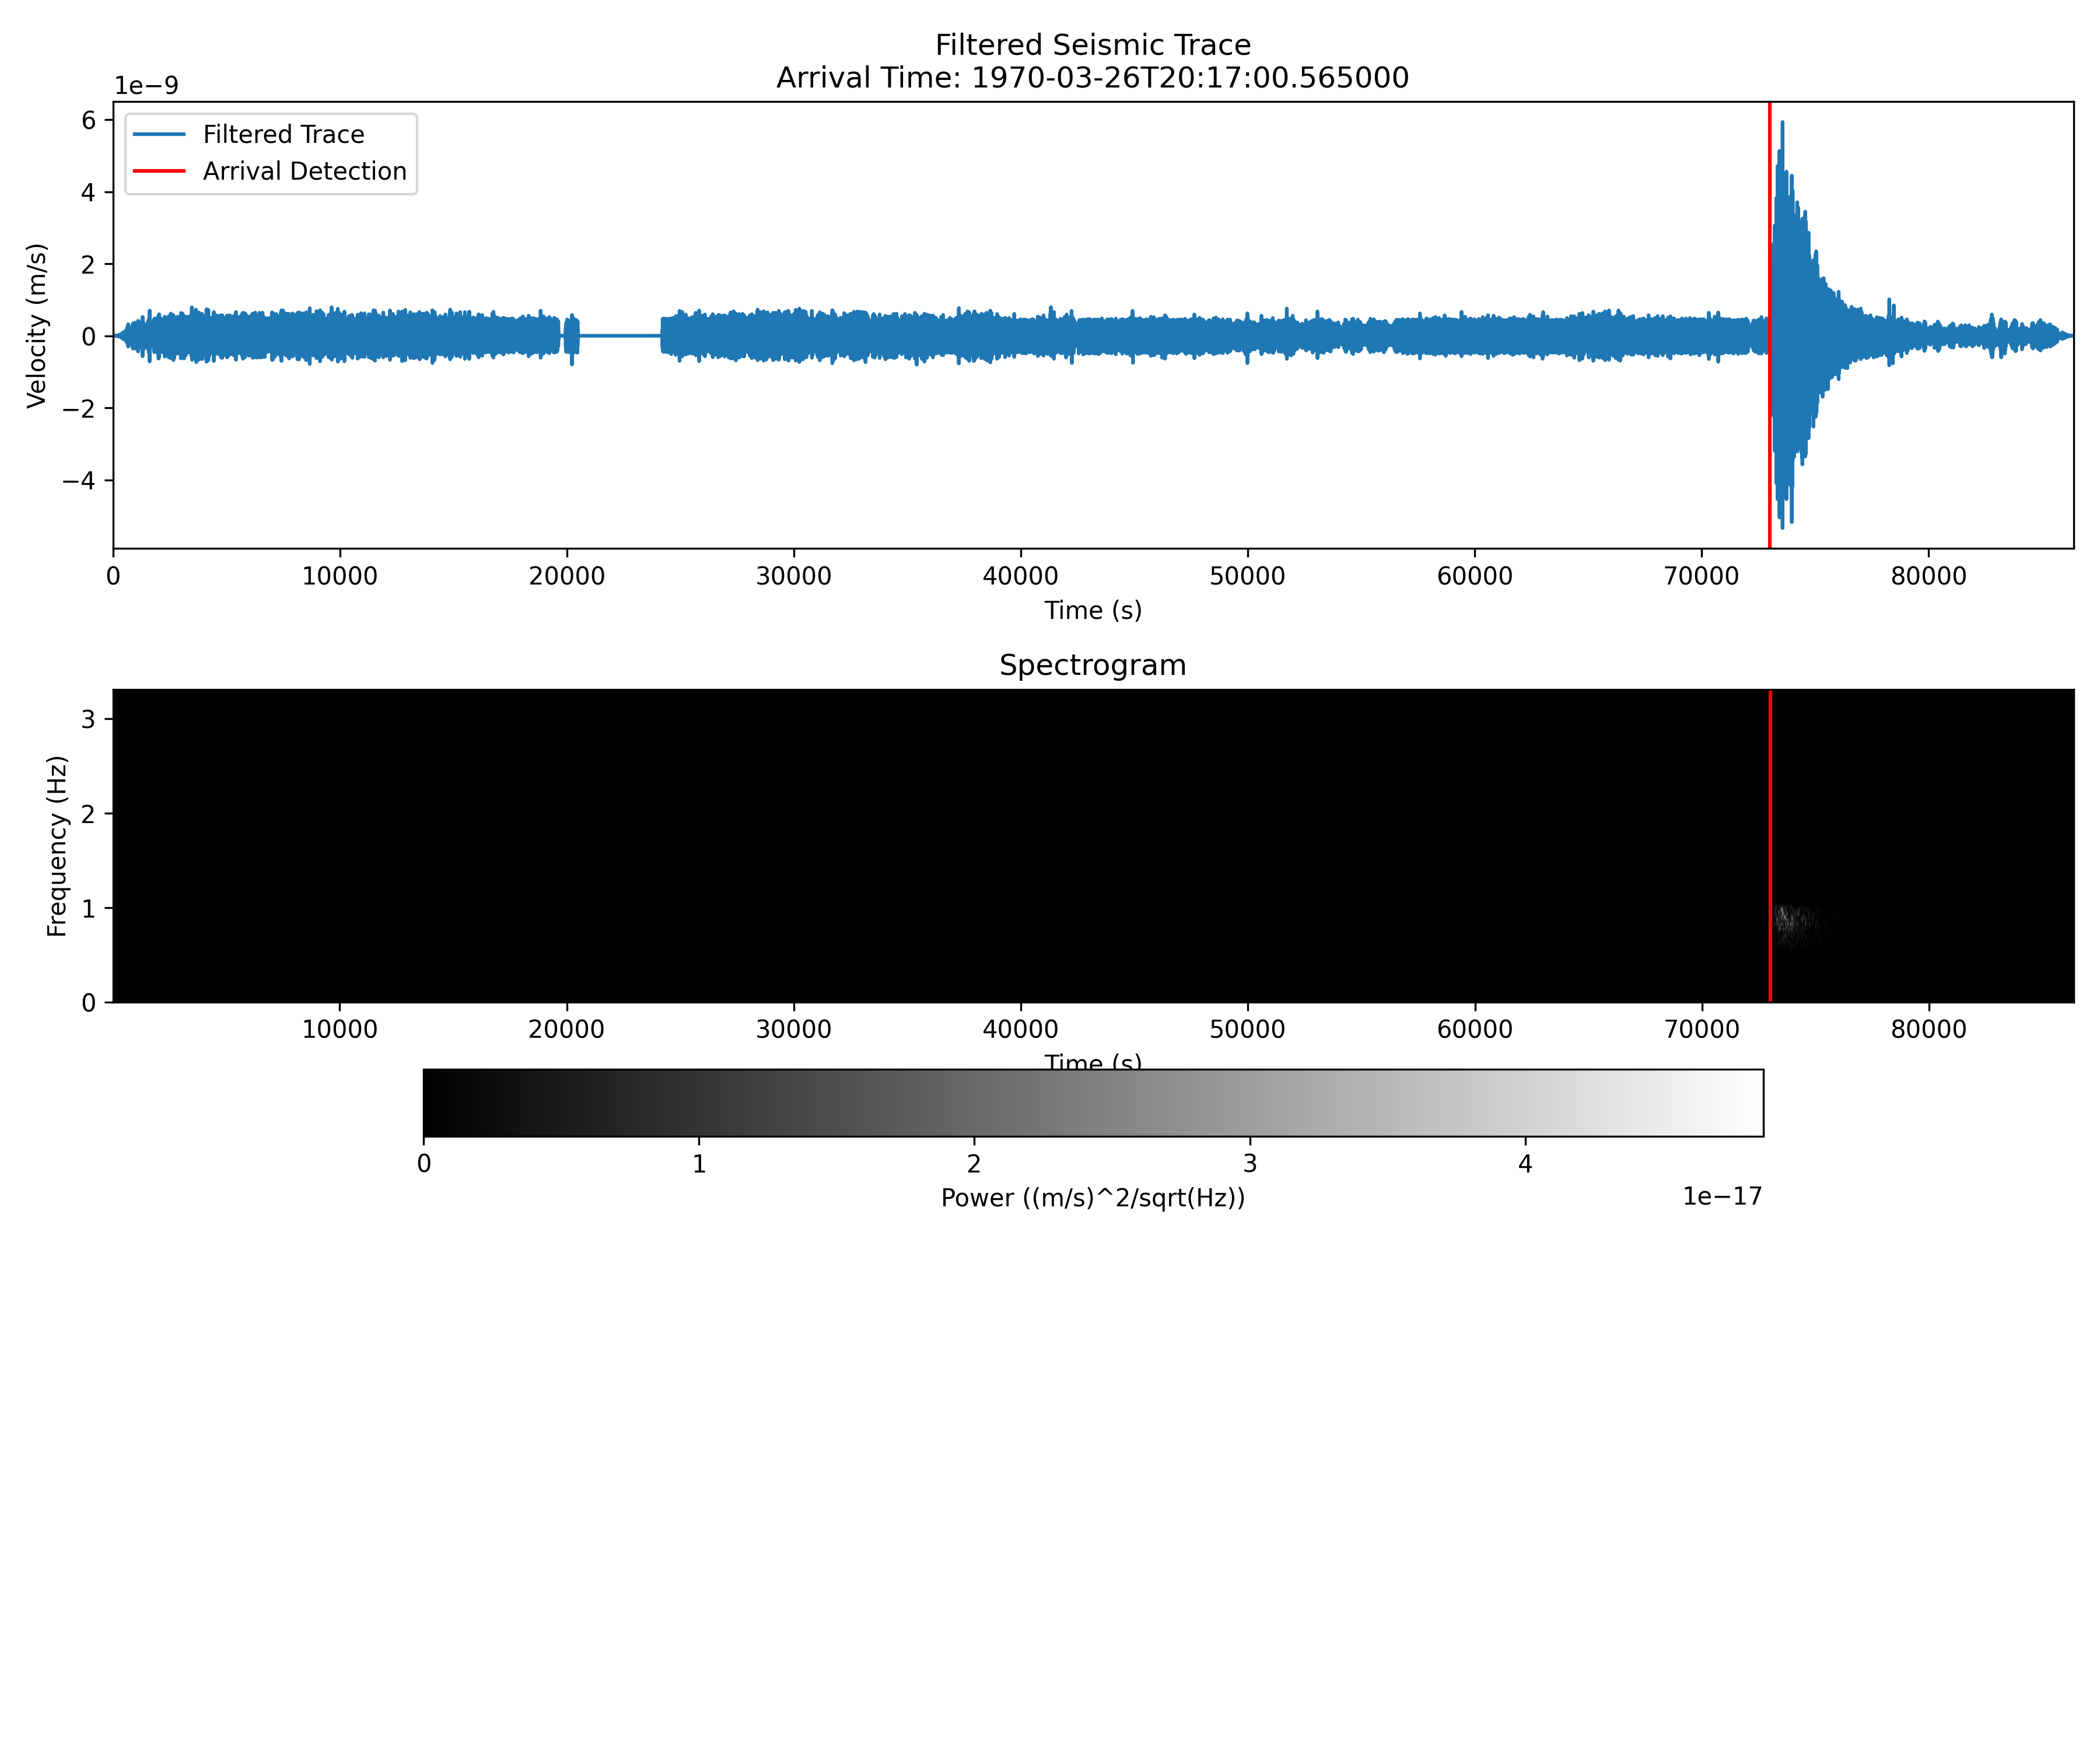 Filtered Seismic Trace
Arrival Time: 1970-03-26T20:17:00.565000
1e−9
Filtered Trace
Arrival Detection
6
4
2
0
−2
−4
Velocity (m/s)
0 10000 20000 30000 40000 50000 60000 70000 80000
Time (s)
Spectrogram
3
2
1
0
Frequency (Hz)
10000 20000 30000 40000 50000 60000 70000 80000
Time (s)
0 1 2 3 4
Power ((m/s)^2/sqrt(Hz))
1e−17